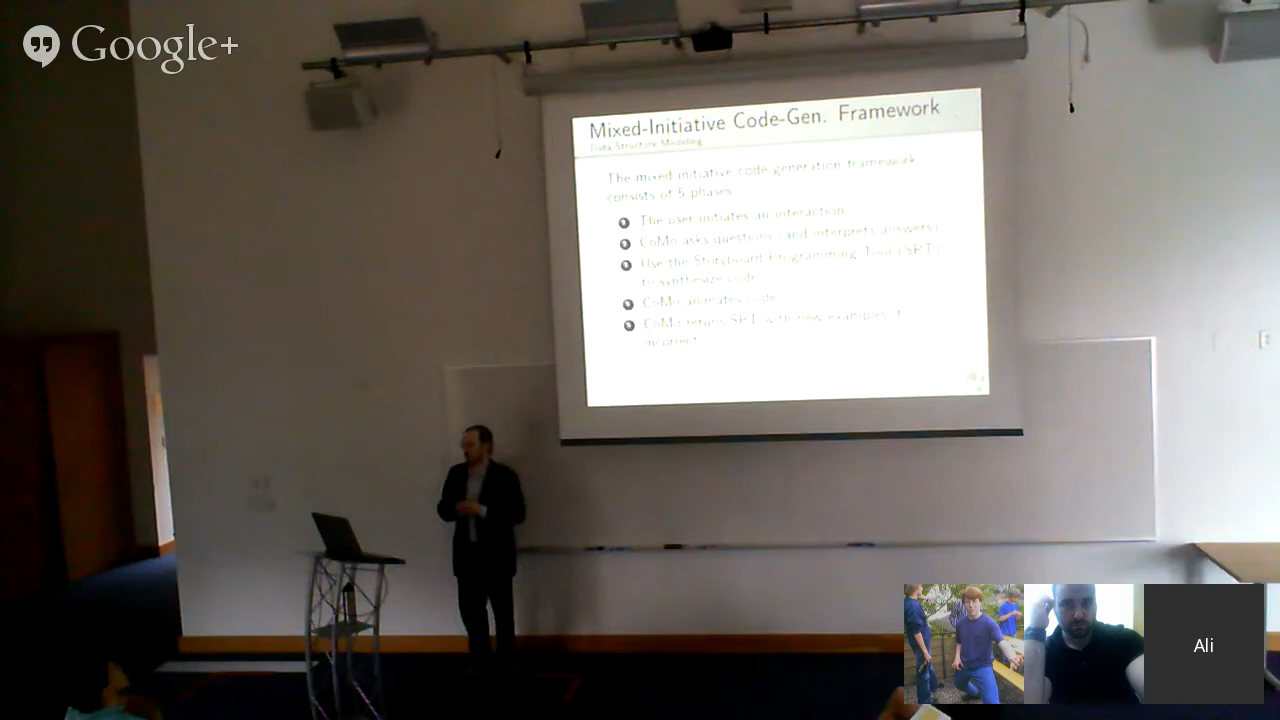 Google+
Mixed-Initiative Code-Gen. Framework
Data Structure Modeling
The mixed initiative code generation framework
consists of 5 phases
The user initiates an interaction
CoMo asks questions (and interprets answers)
Use the Storyboard Programming Tool (SPT)
to synthesize code
CoMo animates code
CoMo reruns SPT with new examples if
incorrect
Ali